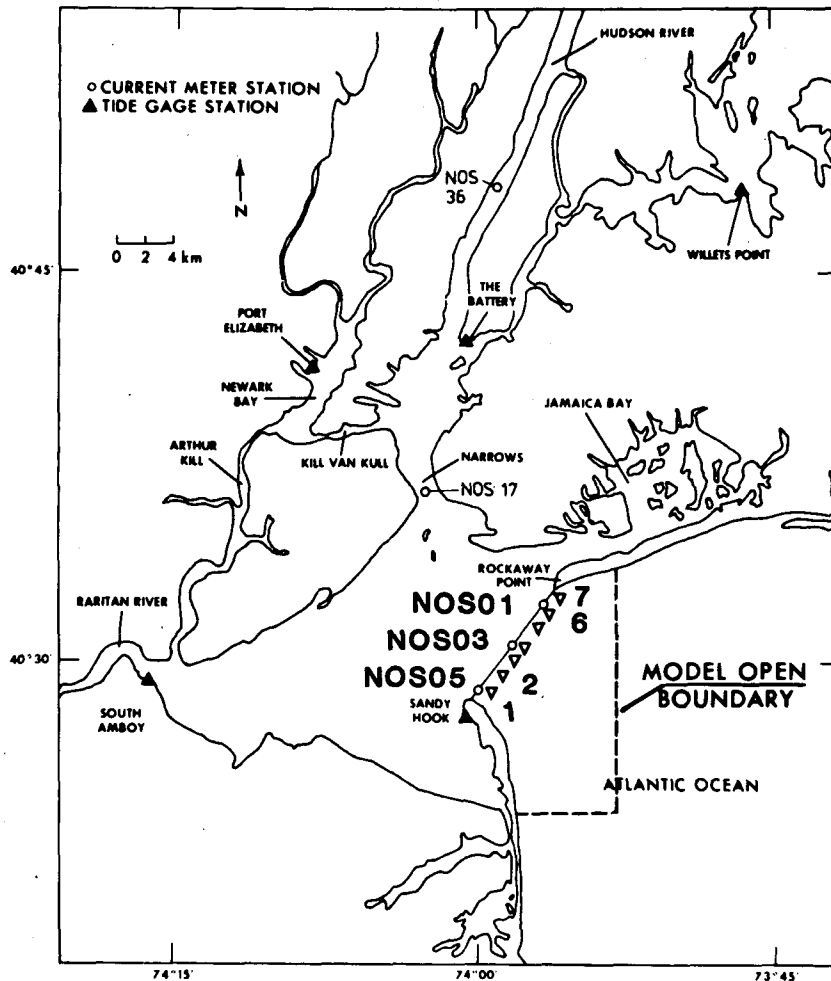 HUDSON RIVER
○ CURRENT METER STATION
▲ TIDE GAGE STATION
N
NOS
36
0 2 4 km
WILLETS POINT
40°45'
THE
BATTERY
PORT
ELIZABETH
NEWARK
BAY
JAMAICA BAY
ARTHUR
KILL
KILL VAN KULL
NARROWS
NOS 17
ROCKAWAY
POINT
RARITAN RIVER
NOS01
7
6
NOS03
40°30
NOS05
2
MODEL OPEN
BOUNDARY
SANDY
HOOK
1
SOUTH
AMBOY
ATLANTIC OCEAN
74°15'
74°00
73°45'